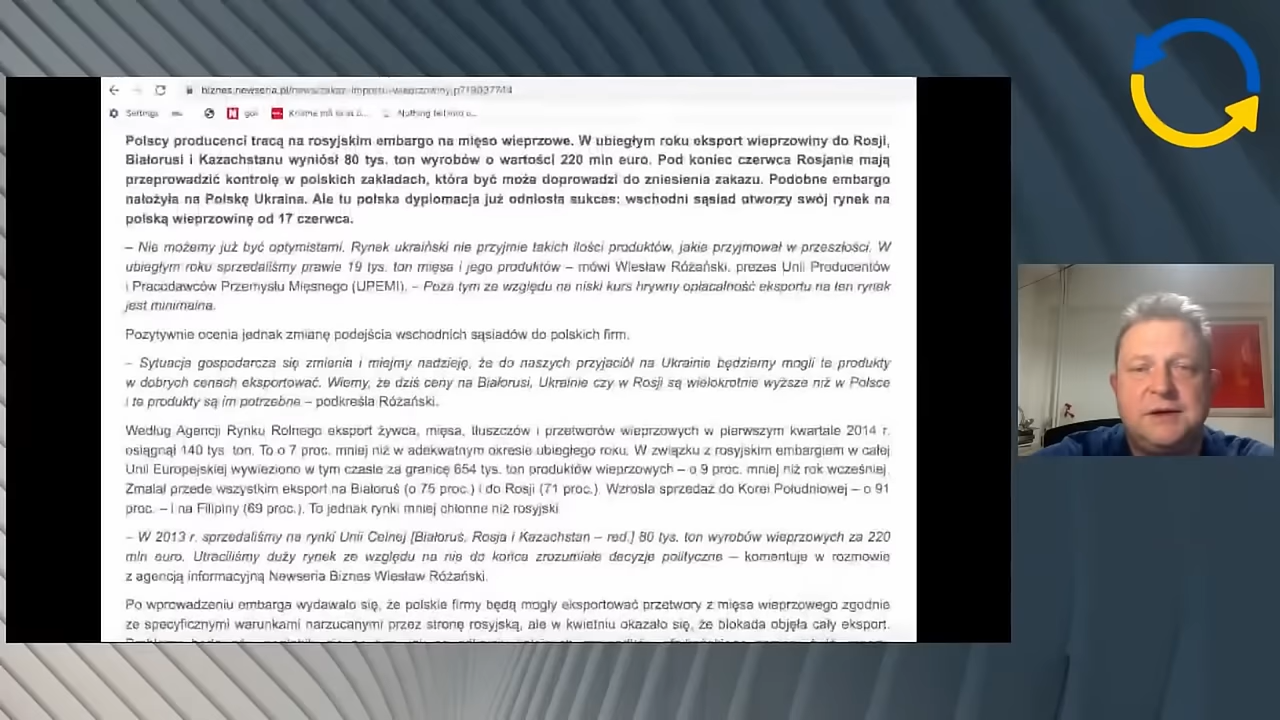 biznes.newseria.pl/news/zakaz-importu-wieprzowiny,p719037744
Settings
goi
Polscy producenci tracą na rosyjskim embargo na mięso wieprzowe. W ubiegłym roku eksport wieprzowiny do Rosji,
Białorusi i Kazachstanu wyniósł 80 tys. ton wyrobów o wartości 220 mln euro. Pod koniec czerwca Rosjanie mają
przeprowadzić kontrolę w polskich zakładach, która być może doprowadzi do zniesienia zakazu. Podobne embargo
nałożyła na Polskę Ukraina. Ale tu polska dyplomacja już odniosła sukces: wschodni sąsiad otworzy swój rynek na
polską wieprzowinę od 17 czerwca.
– Nie możemy już być optymistami. Rynek ukraiński nie przyjmie takich ilości produktów, jakie przyjmował w przeszłości. W
ubiegłym roku sprzedaliśmy prawie 19 tys. ton mięsa i jego produktów – mówi Wiesław Różański, prezes Unii Producentów
i Pracodawców Przemysłu Mięsnego (UPEMI). – Poza tym ze względu na niski kurs hrywny opłacalność eksportu na ten rynek
jest minimalna.
Pozytywnie ocenia jednak zmianę podejścia wschodnich sąsiadów do polskich firm.
– Sytuacja gospodarcza się zmienia i miejmy nadzieję, że do naszych przyjaciół na Ukrainie będziemy mogli te produkty
w dobrych cenach eksportować. Wiemy, że dziś ceny na Białorusi, Ukrainie czy w Rosji są wielokrotnie wyższe niż w Polsce
i te produkty są im potrzebne – podkreśla Różański.
Według Agencji Rynku Rolnego eksport żywca, mięsa, tłuszczów i przetworów wieprzowych w pierwszym kwartale 2014 r.
osiągnął 140 tys. ton. To o 7 proc. mniej niż w adekwatnym okresie ubiegłego roku. W związku z rosyjskim embargiem w całej
Unii Europejskiej wywieziono w tym czasie za granicę 654 tys. ton produktów wieprzowych – o 9 proc. mniej niż rok wcześniej.
Zmalał przede wszystkim eksport na Białoruś (o 75 proc.) i do Rosji (71 proc.). Wzrosła sprzedaż do Korei Południowej – o 91
proc. – i na Filipiny (69 proc.). To jednak rynki mniej chłonne niż rosyjski.
– W 2013 r. sprzedaliśmy na rynki Unii Celnej [Białoruś, Rosja i Kazachstan – red.] 80 tys. ton wyrobów wieprzowych za 220
mln euro. Utraciliśmy duży rynek ze względu na nie do końca zrozumiałe decyzje polityczne – komentuje w rozmowie
z agencją informacyjną Newseria Biznes Wiesław Różański.
Po wprowadzeniu embarga wydawało się, że polskie firmy będą mogły eksportować przetwory z mięsa wieprzowego zgodnie
ze specyficznymi warunkami narzucanymi przez stronę rosyjską, ale w kwietniu okazało się, że blokada objęła cały eksport.